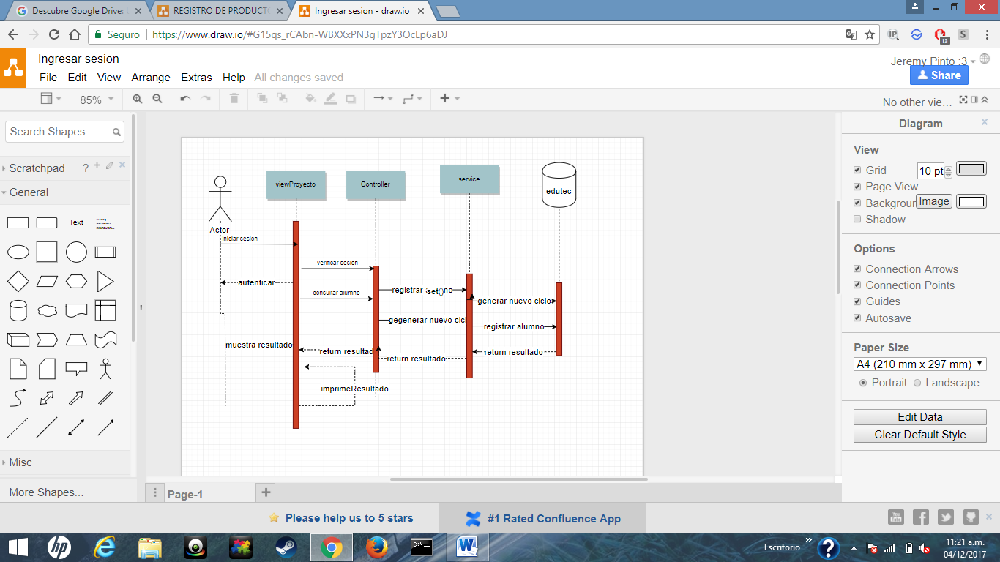 Descubre Google Drive: U
REGISTRO DE PRODUCTO
Ingresar sesion - draw.io
Seguro
https://www.draw.io/#G15qs_rCAbn-WBXXxPN3gTpzY3OcLp6aDJ
IP
13
S
Ingresar sesion
Jeremy Pinto :3
File Edit View Arrange Extras Help All changes saved
Share
85%
No other vie...
Search Shapes
Scratchpad
?
General
Text
Misc
More Shapes...
viewProyecto
Controller
service
edutec
Actor
iniciar sesion
verificar sesion
autenticar
consultar alumno
registrar
set()
no
generar nuevo ciclo
gegenerar nuevo cicl
registrar alumno
muestra resultado
return resultad
return resultado
return resultado
imprimeResultado
Diagram
View
Grid
10 pt
Page View
Backgroun
Image
Shadow
Options
Connection Arrows
Connection Points
Guides
Autosave
Paper Size
A4 (210 mm x 297 mm)
Portrait
Landscape
Edit Data
Clear Default Style
Page-1
Please help us to 5 stars
#1 Rated Confluence App
You
Tube
hp
C:\
W
Escritorio
?
11:21 a.m.
04/12/2017